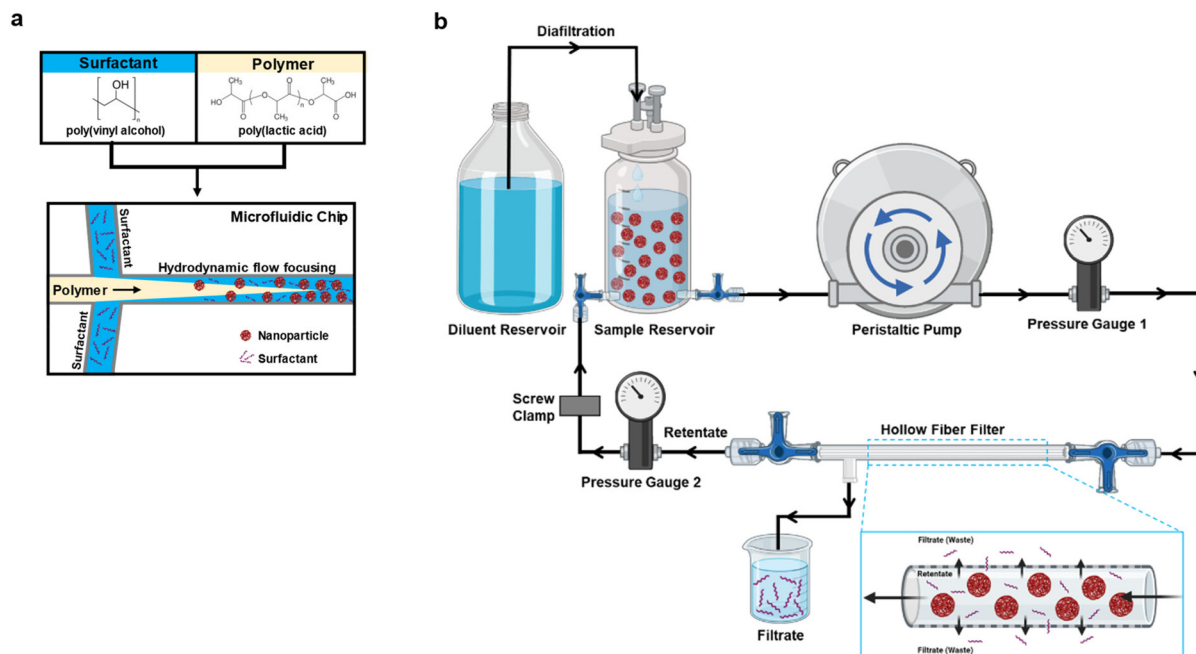 a
Surfactant
Polymer
OH
n
poly(vinyl alcohol)
CH₃
HO
O
O
O
CH₃
n
O
CH₃
OH
O
poly(lactic acid)
Microfluidic Chip
Surfactant
Hydrodynamic flow focusing
Polymer
Surfactant
Nanoparticle
Surfactant
b
Diafiltration
Diluent Reservoir
Sample Reservoir
Peristaltic Pump
Pressure Gauge 1
Screw
Clamp
Retentate
Pressure Gauge 2
Hollow Fiber Filter
Filtrate
Filtrate (Waste)
Retentate
Filtrate (Waste)